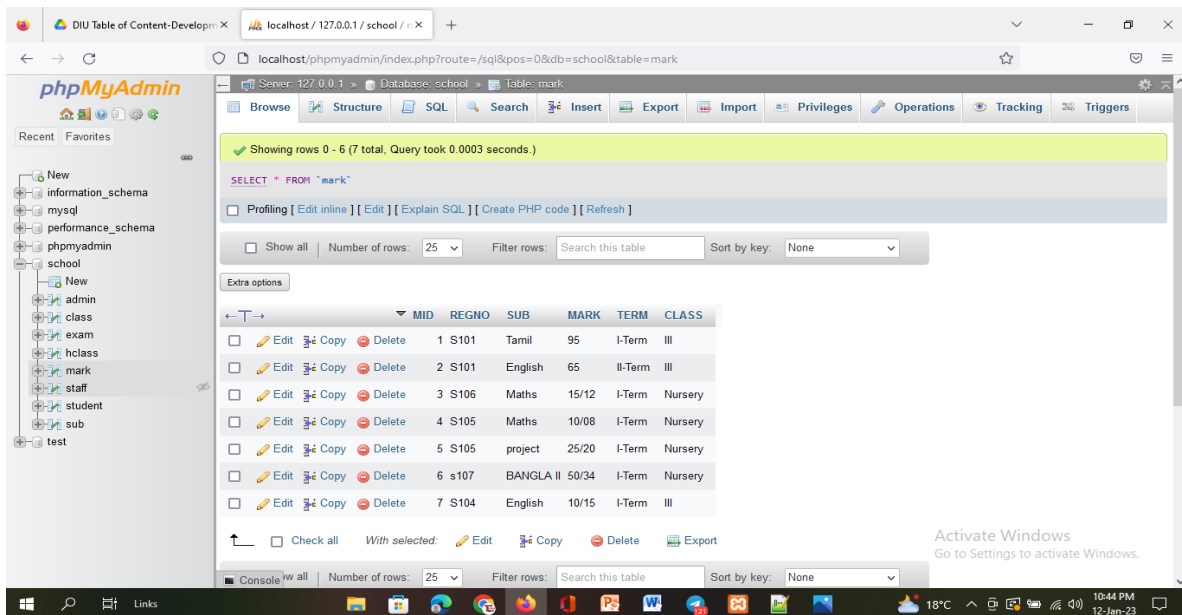 DIU Table of Content-Developm
localhost / 127.0.0.1 / school / m
localhost/phpmyadmin/index.php?route=/sql&pos=0&db=school&table=mark
phpMyAdmin
Recent Favorites
New
information_schema
mysql
performance_schema
phpmyadmin
school
New
admin
class
exam
hclass
mark
staff
student
sub
test
Server: 127.0.0.1 » Database: school » Table: mark
Browse Structure SQL Search Insert Export Import Privileges Operations Tracking Triggers
Showing rows 0 - 6 (7 total, Query took 0.0003 seconds.)
SELECT * FROM `mark`
Profiling [ Edit inline ] [ Edit ] [ Explain SQL ] [ Create PHP code ] [ Refresh ]
Show all | Number of rows: 25 Filter rows: Search this table Sort by key: None
Extra options
←T→ MID REGNO SUB MARK TERM CLASS
Edit Copy Delete 1 S101 Tamil 95 I-Term III
Edit Copy Delete 2 S101 English 65 II-Term III
Edit Copy Delete 3 S106 Maths 15/12 I-Term Nursery
Edit Copy Delete 4 S105 Maths 10/08 I-Term Nursery
Edit Copy Delete 5 S105 project 25/20 I-Term Nursery
Edit Copy Delete 6 s107 BANGLA II 50/34 I-Term Nursery
Edit Copy Delete 7 S104 English 10/15 I-Term III
Check all With selected: Edit Copy Delete Export
Console w all | Number of rows: 25 Filter rows: Search this table Sort by key: None
Activate Windows
Go to Settings to activate Windows.
Links
18°C
10:44 PM
12-Jan-23